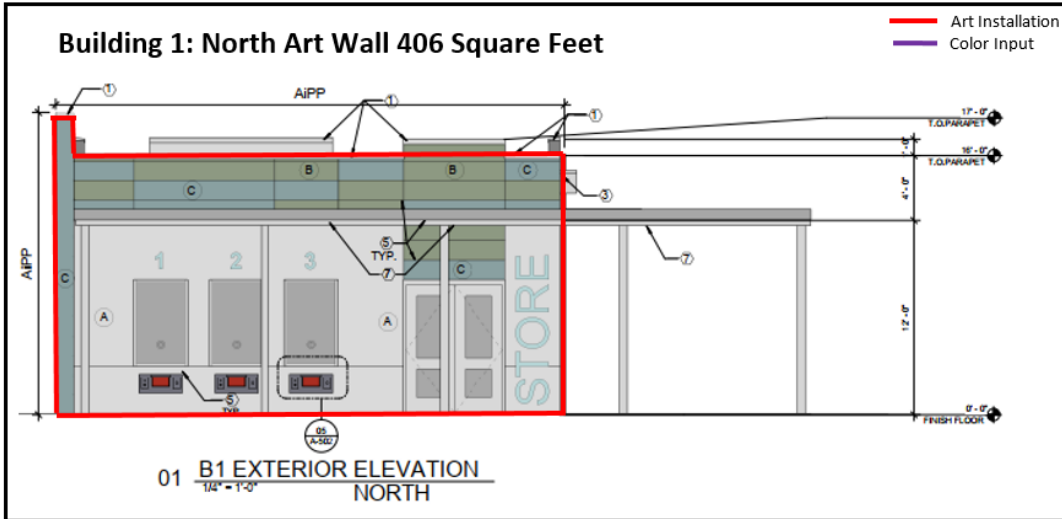 Building 1: North Art Wall 406 Square Feet
Art Installation
Color Input
AiPP
1
1
1
17' - 0"
T.O.PARAPET
16' - 0"
T.O.PARAPET
1' - 0"
B
B
C
C
3
4' - 0"
5
TYP.
7
7
C
AiPP
1
2
3
C
A
A
STORE
12' - 0"
5
TYP.
05
A-502
0' - 0"
FINISH FLOOR
01 B1 EXTERIOR ELEVATION
1/4" = 1'-0"
NORTH